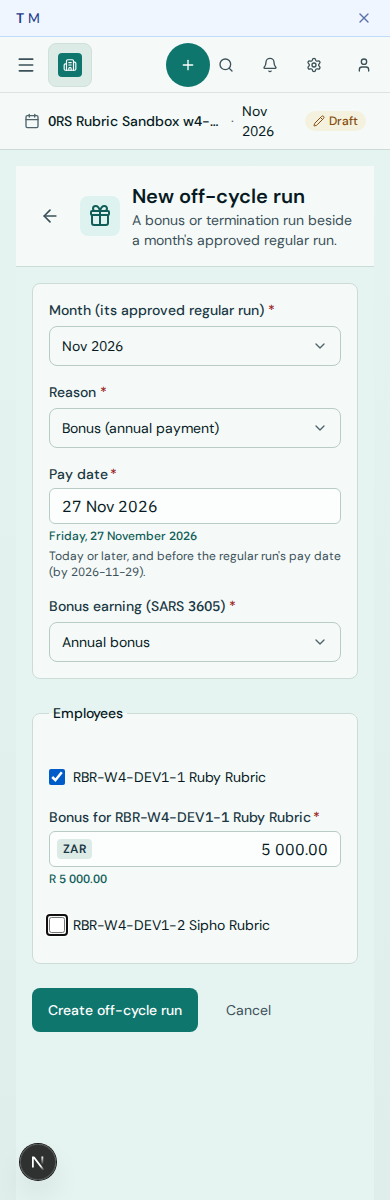 T M
0RS Rubric Sandbox w4-… · Nov 2026 Draft
New off-cycle run
A bonus or termination run beside
a month's approved regular run.
Month (its approved regular run) *
Nov 2026
Reason *
Bonus (annual payment)
Pay date *
27 Nov 2026
Friday, 27 November 2026
Today or later, and before the regular run's pay date
(by 2026-11-29).
Bonus earning (SARS 3605) *
Annual bonus
Employees
RBR-W4-DEV1-1 Ruby Rubric
Bonus for RBR-W4-DEV1-1 Ruby Rubric *
ZAR 5 000.00
R 5 000.00
RBR-W4-DEV1-2 Sipho Rubric
Create off-cycle run Cancel
N